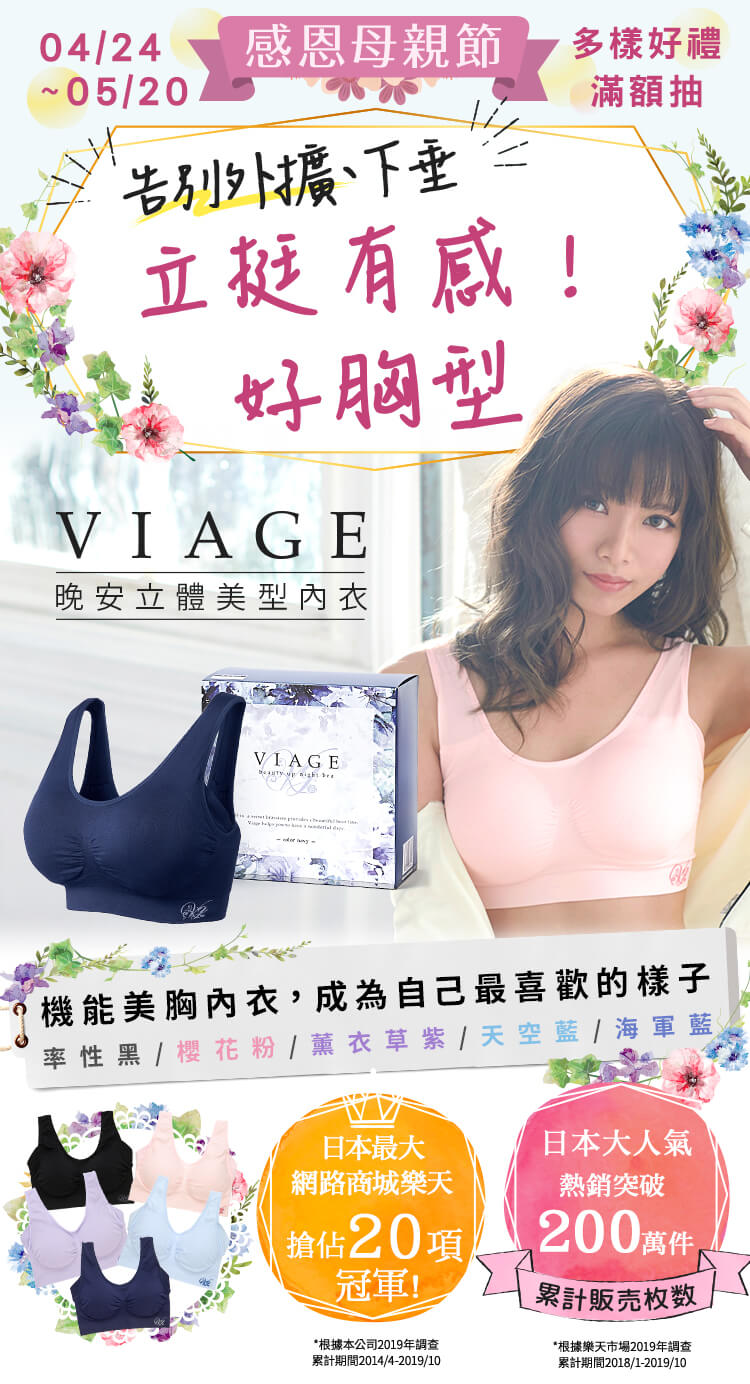 04/24
~05/20
感恩母親節
多樣好禮
滿額抽
告別外擴、下垂
立挺有感！
好胸型
VIAGE
晚安立體美型內衣
VIAGE
beauty up night bra
- color navy -
機能美胸內衣，成為自己最喜歡的樣子
率性黑/櫻花粉/薰衣草紫/天空藍/海軍藍
日本最大
網路商城樂天
搶佔20項
冠軍!
*根據本公司2019年調查
累計期間2014/4-2019/10
日本大人氣
熱銷突破
200萬件
累計販売枚数
*根據樂天市場2019年調查
累計期間2018/1-2019/10